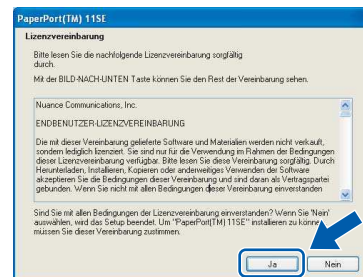 PaperPort(TM) 11SE
Lizenzvereinbarung
Bitte lesen Sie die nachfolgende Lizenzvereinbarung sorgfältig
durch.
Mit der BILD-NACH-UNTEN Taste können Sie den Rest der Vereinbarung sehen.
Nuance Communications, Inc.
ENDBENUTZER-LIZENZVEREINBARUNG
Die mit dieser Vereinbarung gelieferte Software und Materialien werden nicht verkauft,
sondern lediglich lizenziert. Sie sind nur für die Verwendung im Rahmen der Bedingungen
dieser Lizenzvereinbarung verfügbar. Bitte lesen Sie diese Vereinbarung sorgfältig. Durch
Herunterladen, Installieren, Kopieren oder anderweitiges Verwenden der Software
akzeptieren Sie die Bedingungen dieser Vereinbarung und sind daran als Vertragspartei
gebunden. Wenn Sie nicht mit allen Bedingungen dieser Vereinbarung einverstanden
Sind Sie mit allen Bedingungen der Lizenzvereinbarung einverstanden? Wenn Sie 'Nein'
auswählen, wird das Setup beendet. Um "PaperPort(TM) 11SE" installieren zu können
müssen Sie dieser Vereinbarung zustimmen.
Ja
Nein